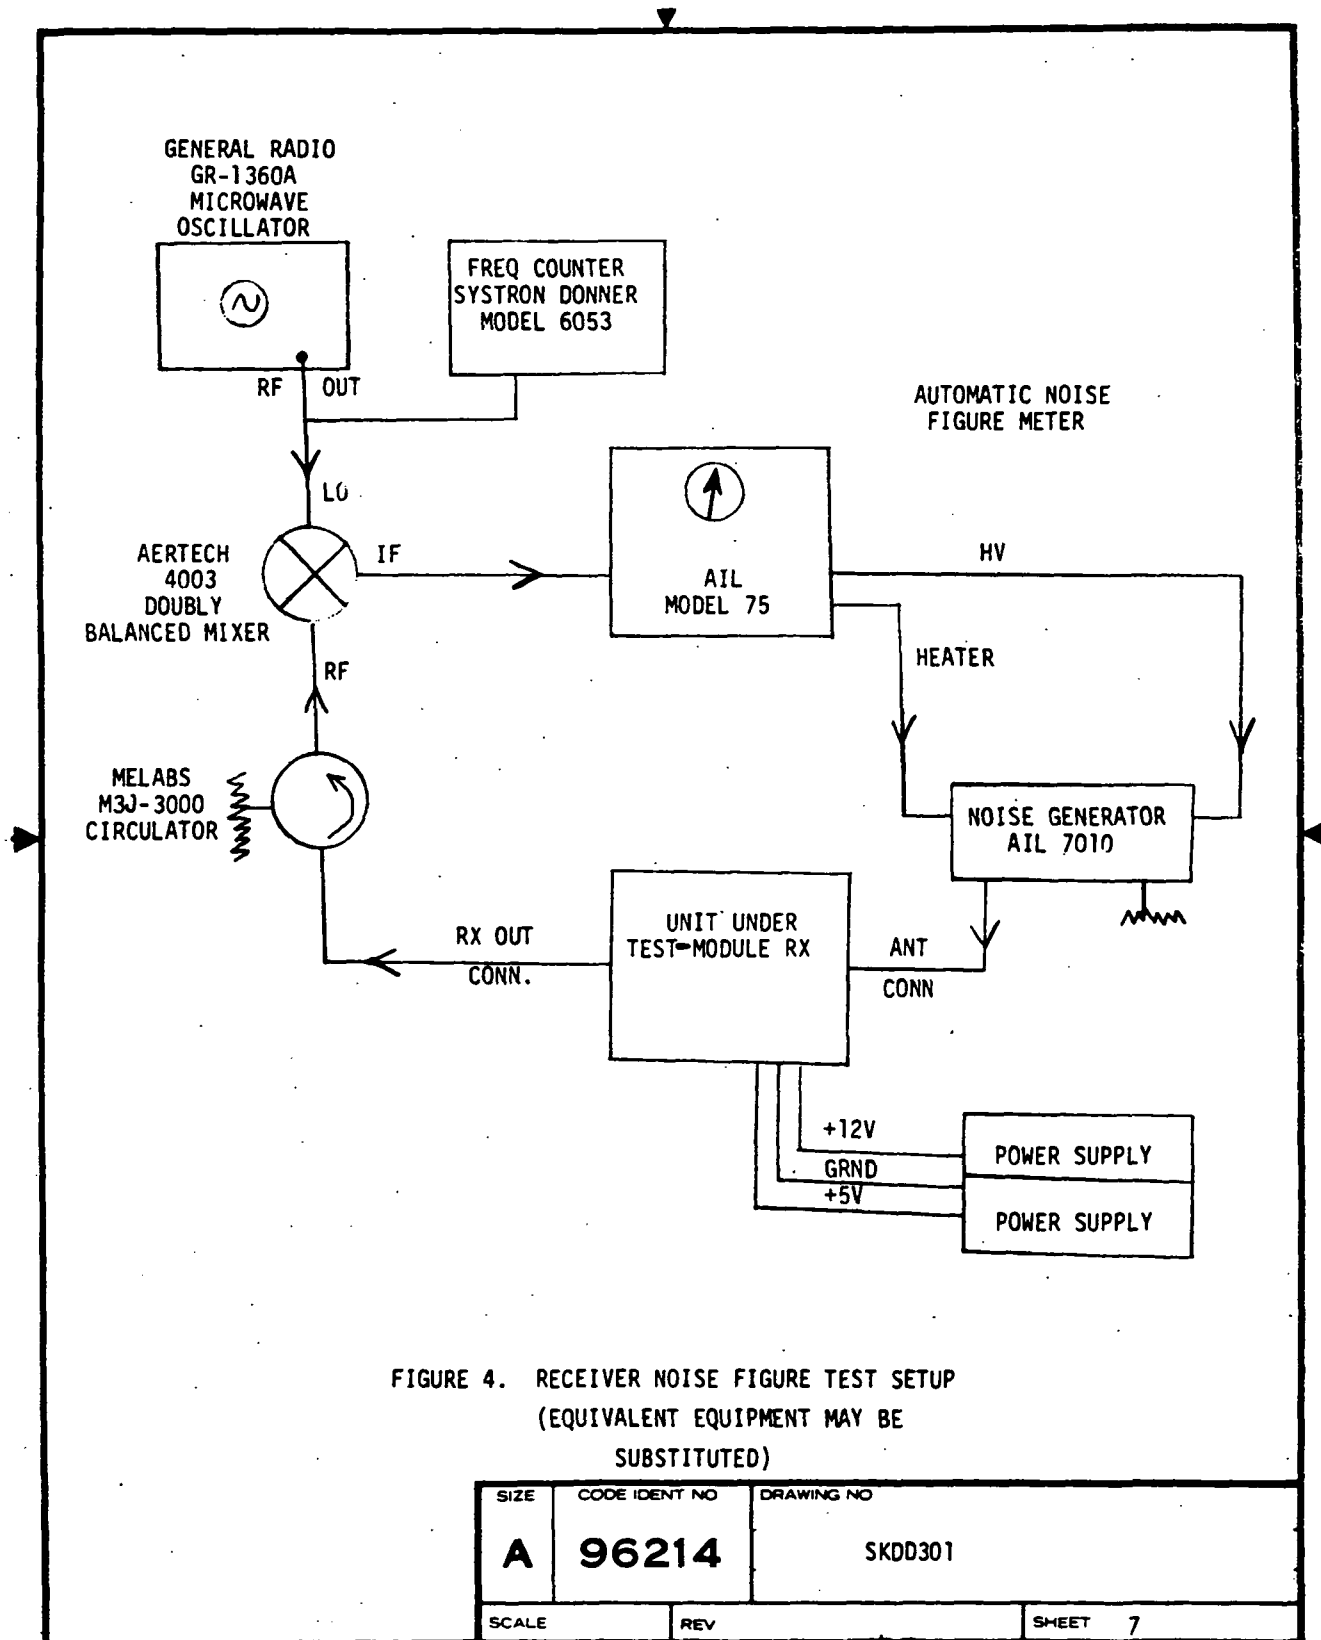 GENERAL RADIO
GR-1360A
MICROWAVE
OSCILLATOR
FREQ COUNTER
SYSTRON DONNER
MODEL 6053
RF OUT
AUTOMATIC NOISE
FIGURE METER
LO
AERTECH
4003
DOUBLY
BALANCED MIXER
IF
AIL
MODEL 75
HV
HEATER
RF
MELABS
M3J-3000
CIRCULATOR
NOISE GENERATOR
AIL 7010
UNIT UNDER
TEST-MODULE RX
RX OUT
CONN.
ANT
CONN
+12V
GRND
+5V
POWER SUPPLY
POWER SUPPLY
FIGURE 4. RECEIVER NOISE FIGURE TEST SETUP
(EQUIVALENT EQUIPMENT MAY BE
SUBSTITUTED)
SIZE CODE IDENT NO DRAWING NO
A 96214 SKDD301
SCALE REV SHEET 7